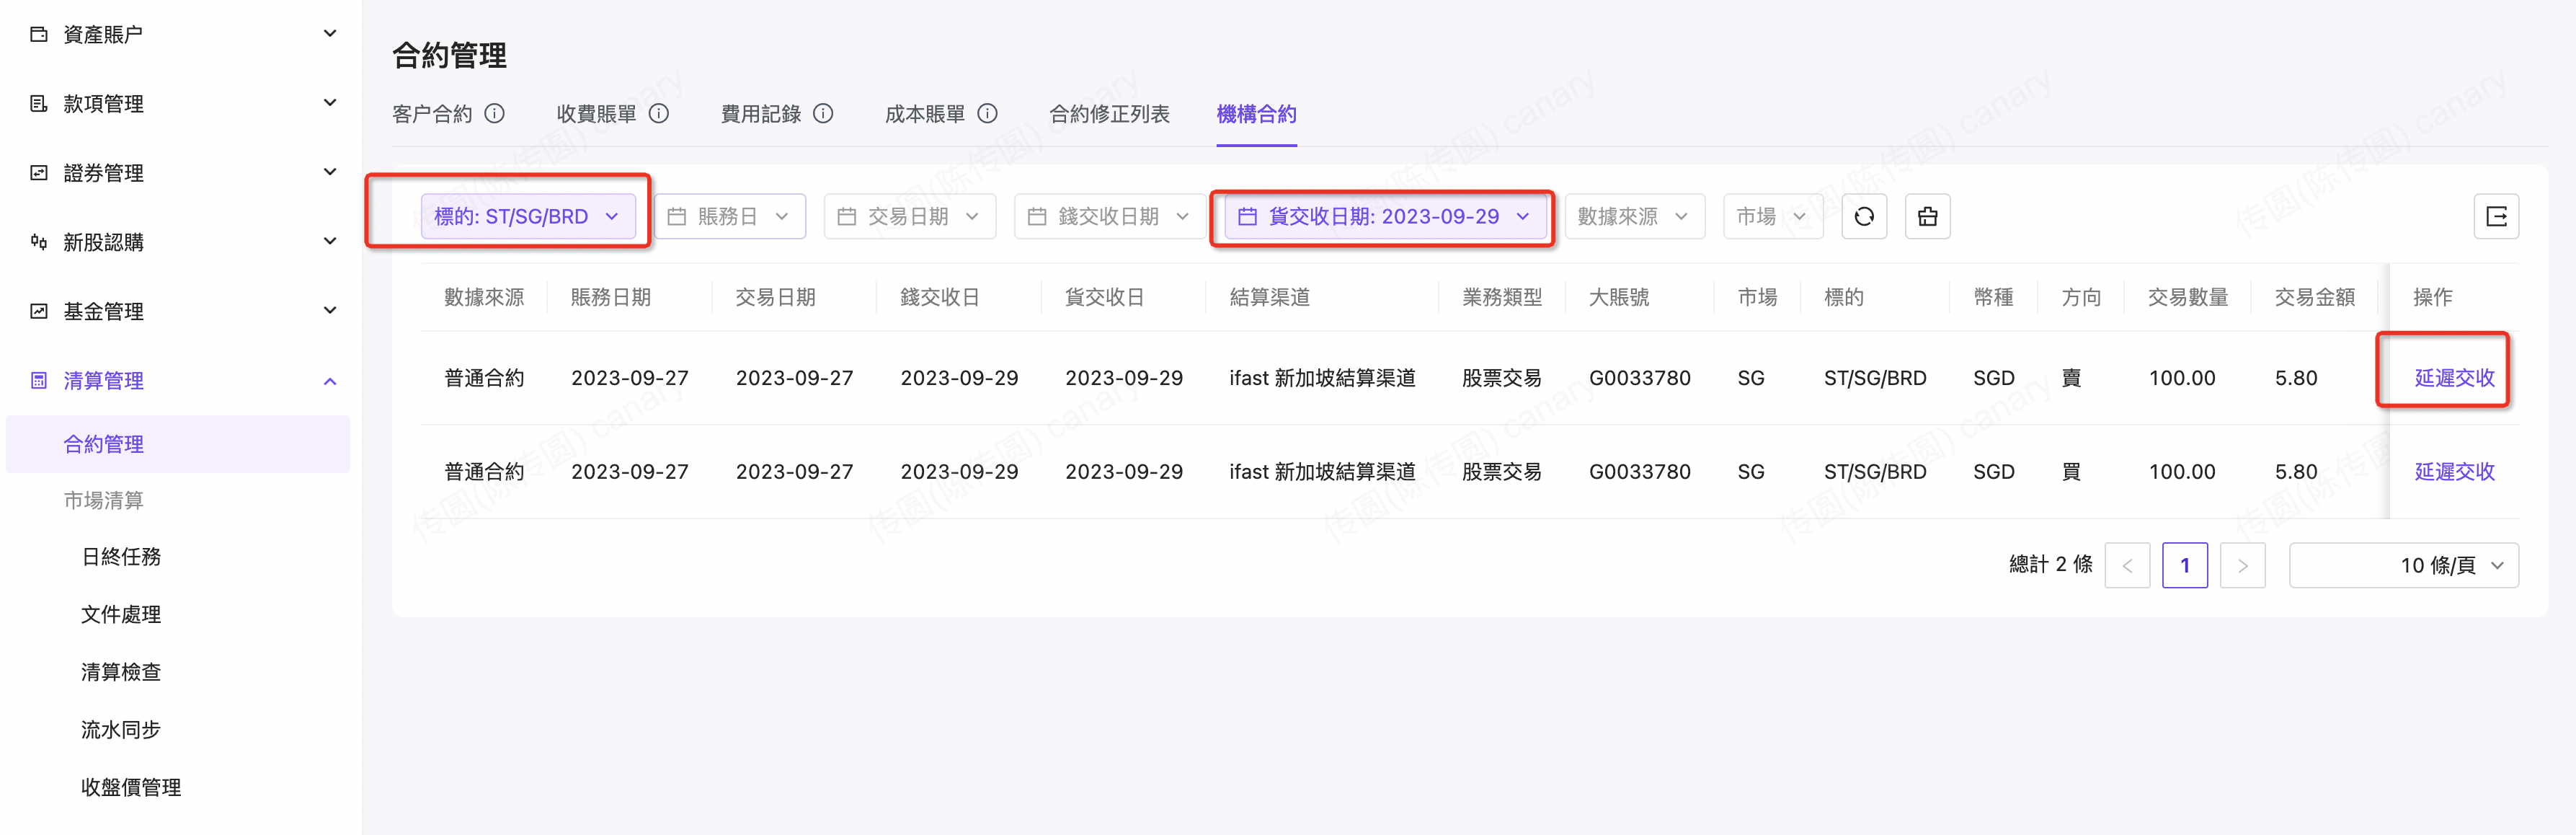 資產賬户
款項管理
證券管理
新股認購
基金管理
清算管理
合約管理
市場清算
日終任務
文件處理
清算檢查
流水同步
收盤價管理
合約管理
客户合約 收費賬單 費用記錄 成本賬單 合約修正列表 機構合約
標的: ST/SG/BRD 賬務日 交易日期 錢交收日期 貨交收日期: 2023-09-29 數據來源 市場
數據來源 賬務日期 交易日期 錢交收日 貨交收日 結算渠道 業務類型 大賬號 市場 標的 幣種 方向 交易數量 交易金額 操作
普通合約 2023-09-27 2023-09-27 2023-09-29 2023-09-29 ifast 新加坡結算渠道 股票交易 G0033780 SG ST/SG/BRD SGD 賣 100.00 5.80 延遲交收
普通合約 2023-09-27 2023-09-27 2023-09-29 2023-09-29 ifast 新加坡結算渠道 股票交易 G0033780 SG ST/SG/BRD SGD 買 100.00 5.80 延遲交收
總計 2 條 < 1 > 10 條/頁
传圆(陈传圆) canary